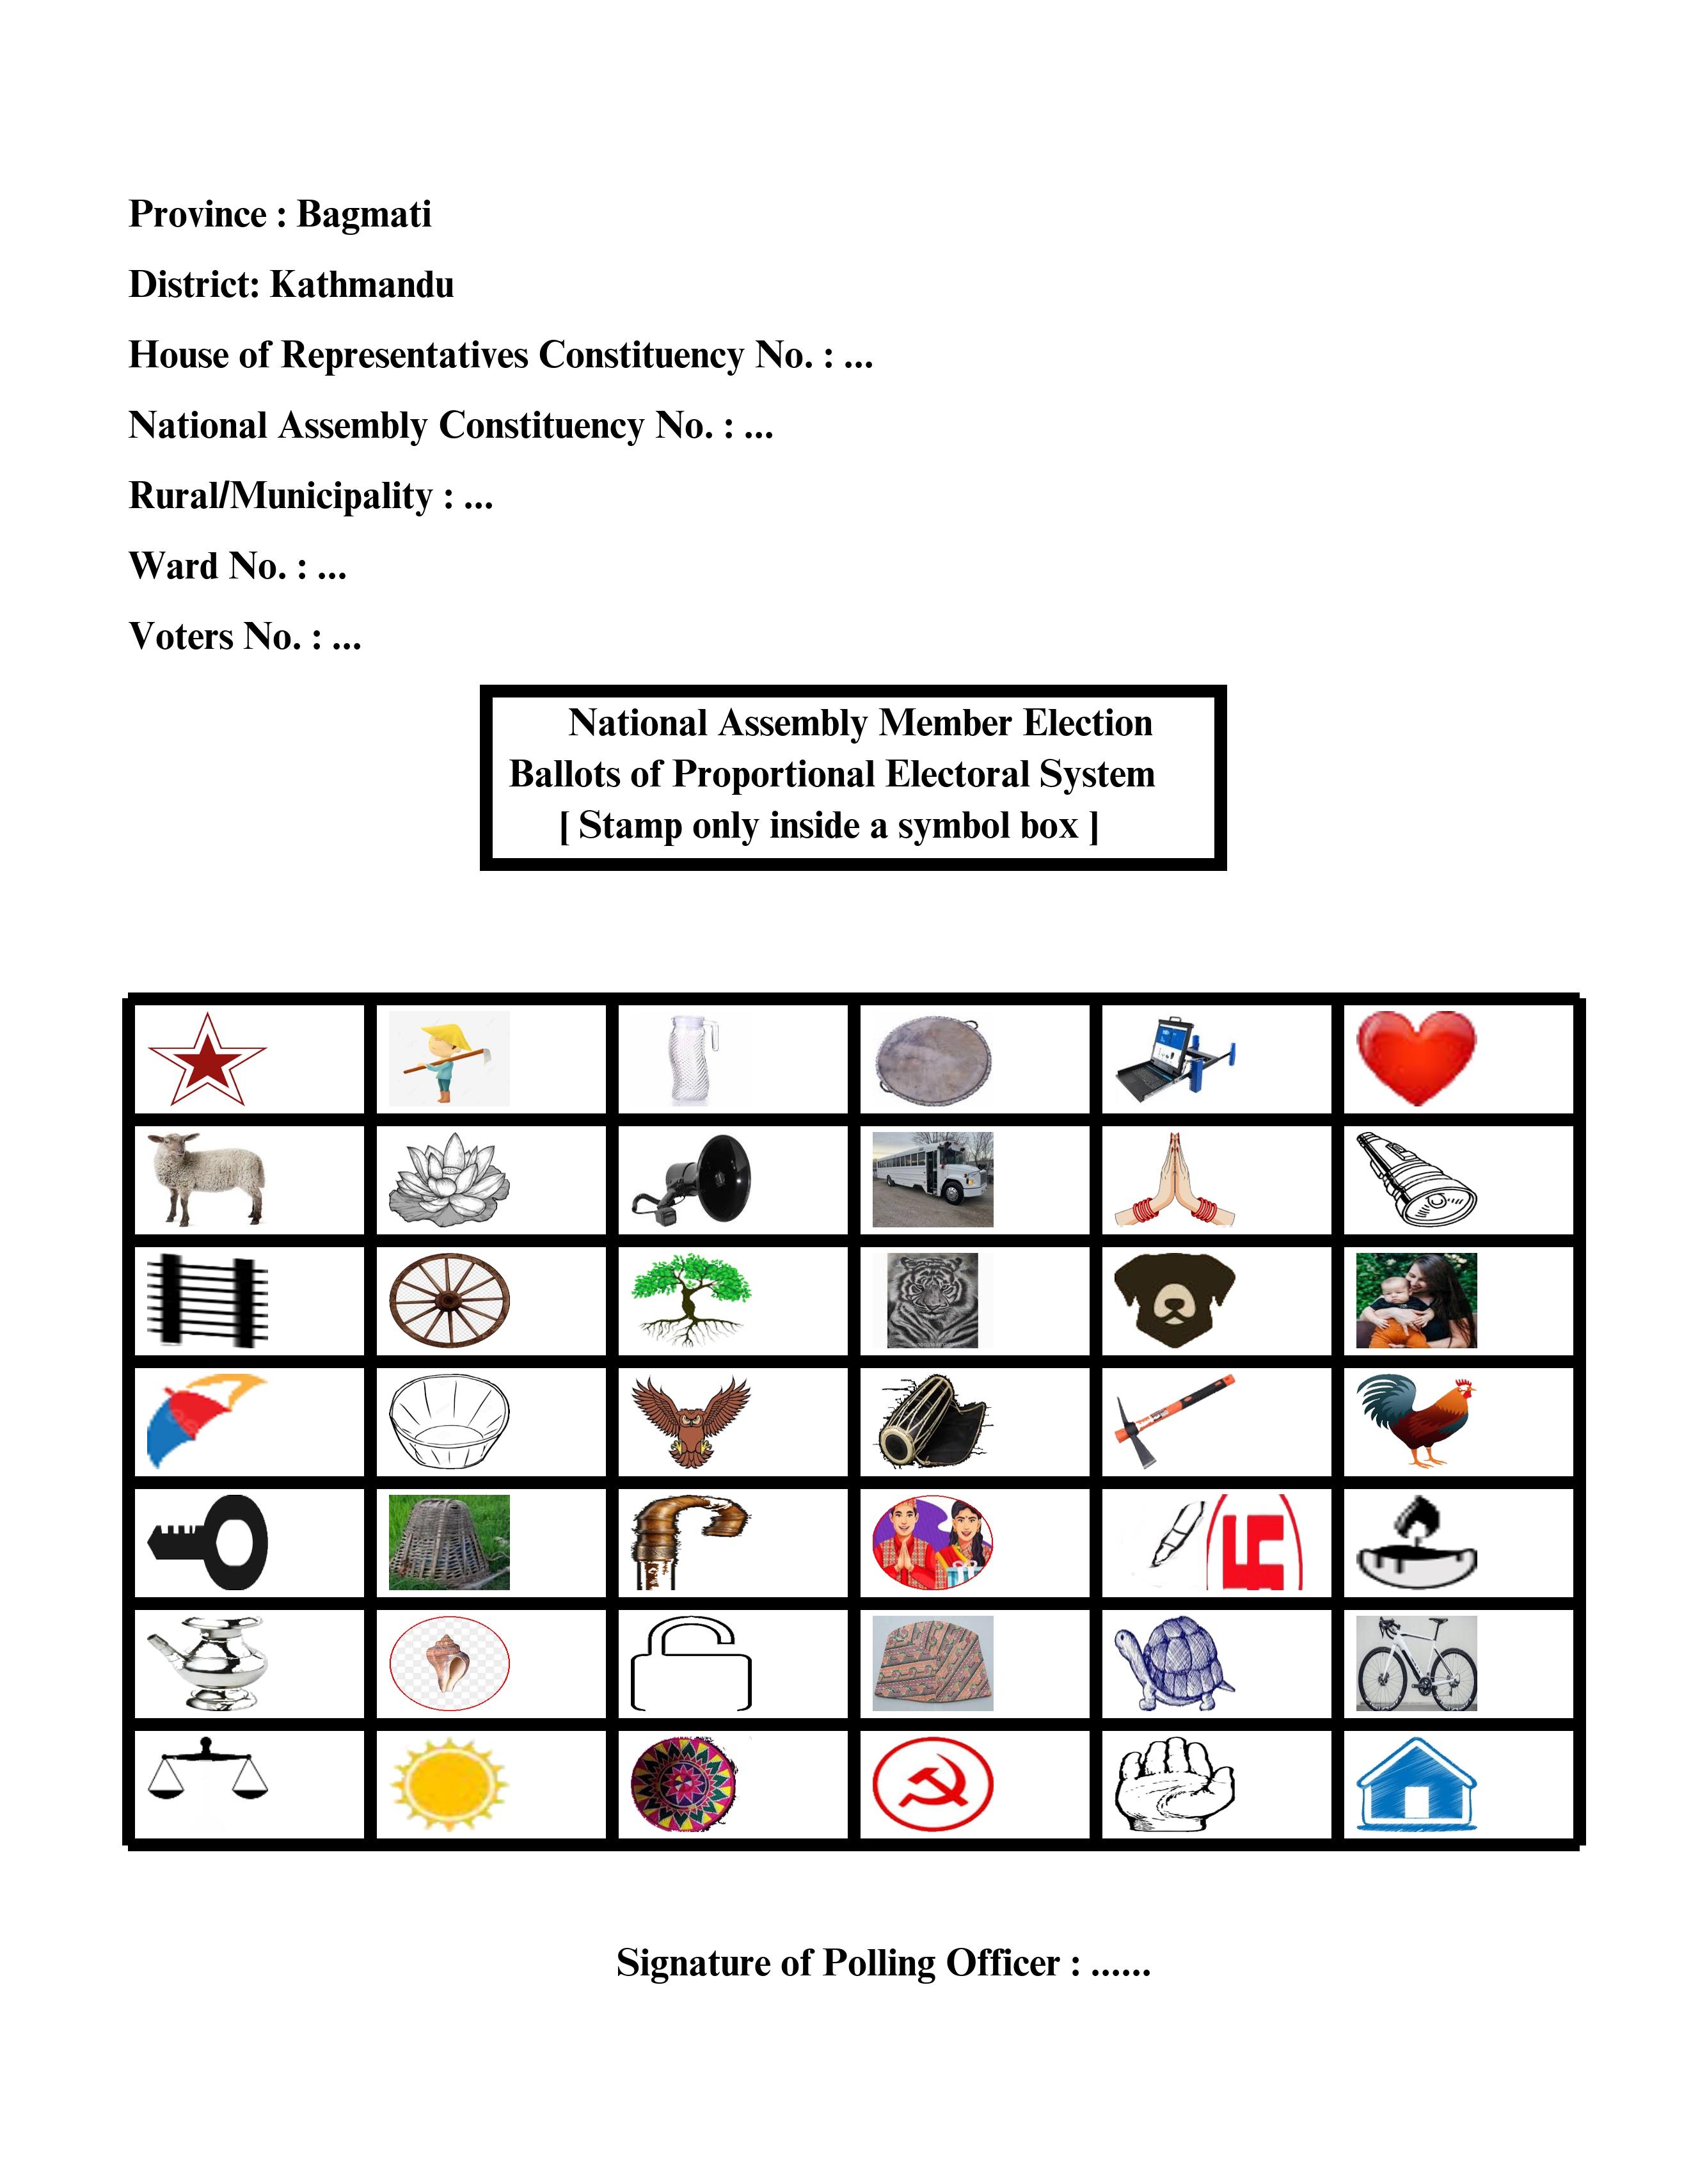 Province : Bagmati
District: Kathmandu
House of Representatives Constituency No. : ...
National Assembly Constituency No. : ...
Rural/Municipality : ...
Ward No. : ...
Voters No. : ...
National Assembly Member Election
Ballots of Proportional Electoral System
[ Stamp only inside a symbol box ]
Signature of Polling Officer : ......